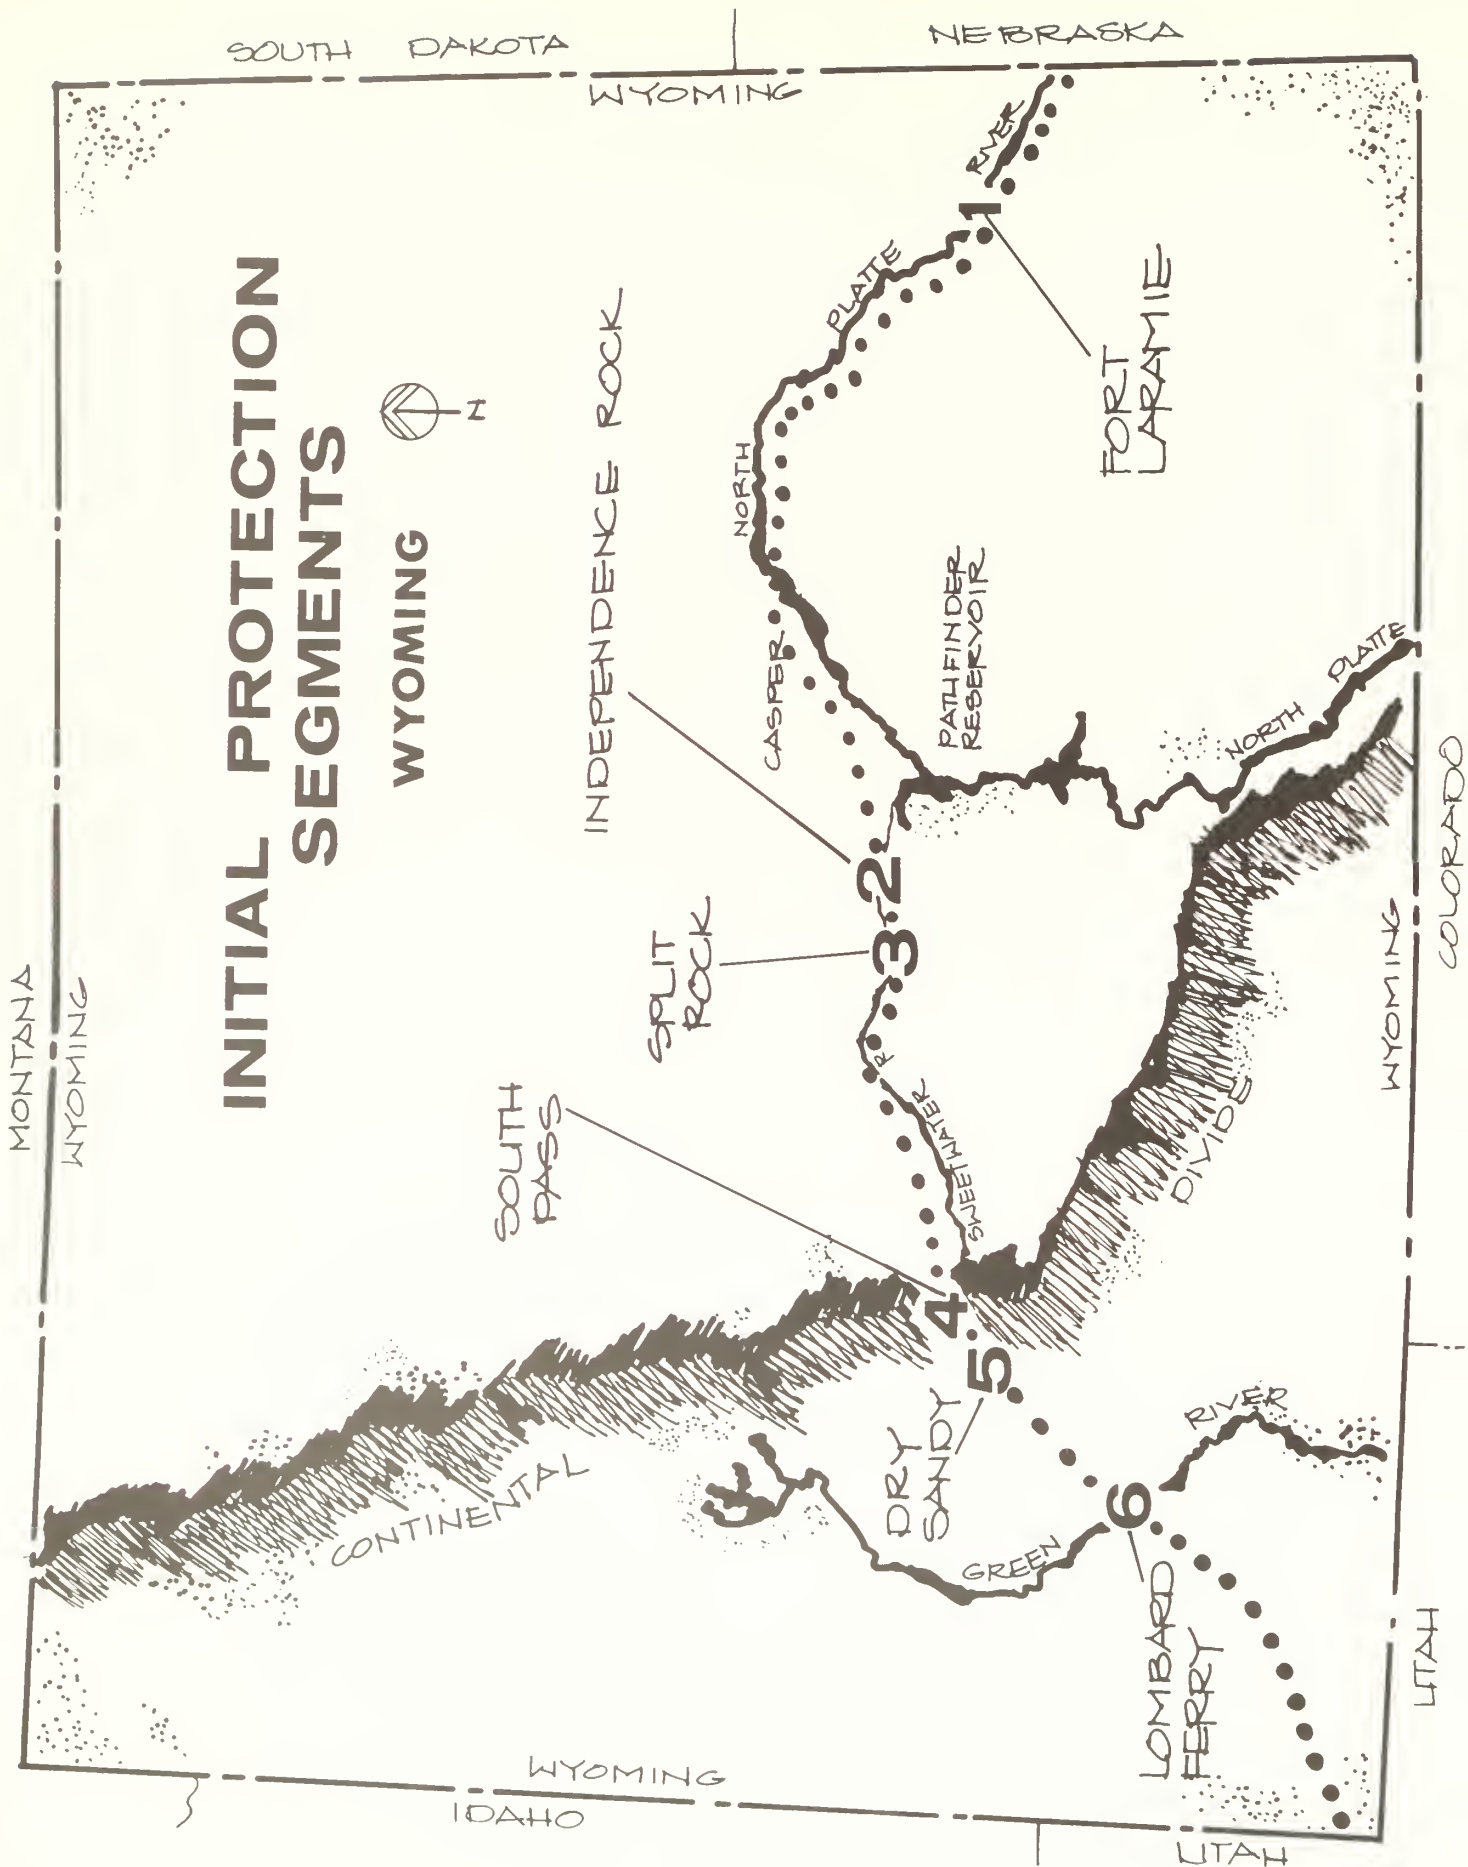 MONTANA
WYOMING
INITIAL PROTECTION
SEGMENTS
WYOMING
N
SOUTH DAKOTA
WYOMING
NEBRASKA
INDEPENDENCE ROCK
SPLIT
ROCK
SOUTH
PASS
CASPER
NORTH
PLATTE
RIVER
1
2
3
4
5
6
FORT
LARAMIE
PATHFINDER
RESERVOIR
SWEETWATER
R
DRY
SANDY
CONTINENTAL
DIVIDE
NORTH
PLATTE
GREEN
RIVER
LOMBARD
FERRY
WYOMING
IDAHO
UTAH
UTAH
WYOMING
COLORADO